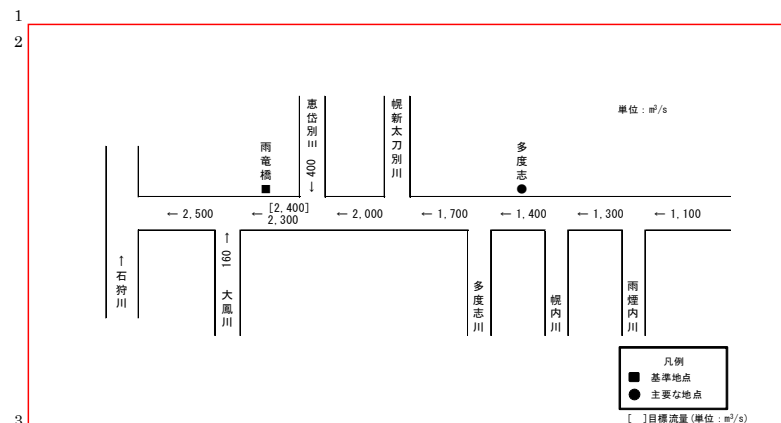 1
2
単位：m³/s
恵岱別川
← 400
幌新太刀別川
雨竜橋
■
多度志
●
← 2,500
[2,400]
← 2,300
← 2,000
← 1,700
← 1,400
← 1,300
← 1,100
←石狩川
160 →
大鳳川
多度志川
幌内川
雨煙内川
凡例
■ 基準地点
● 主要な地点
[ ]目標流量(単位：m³/s)
3